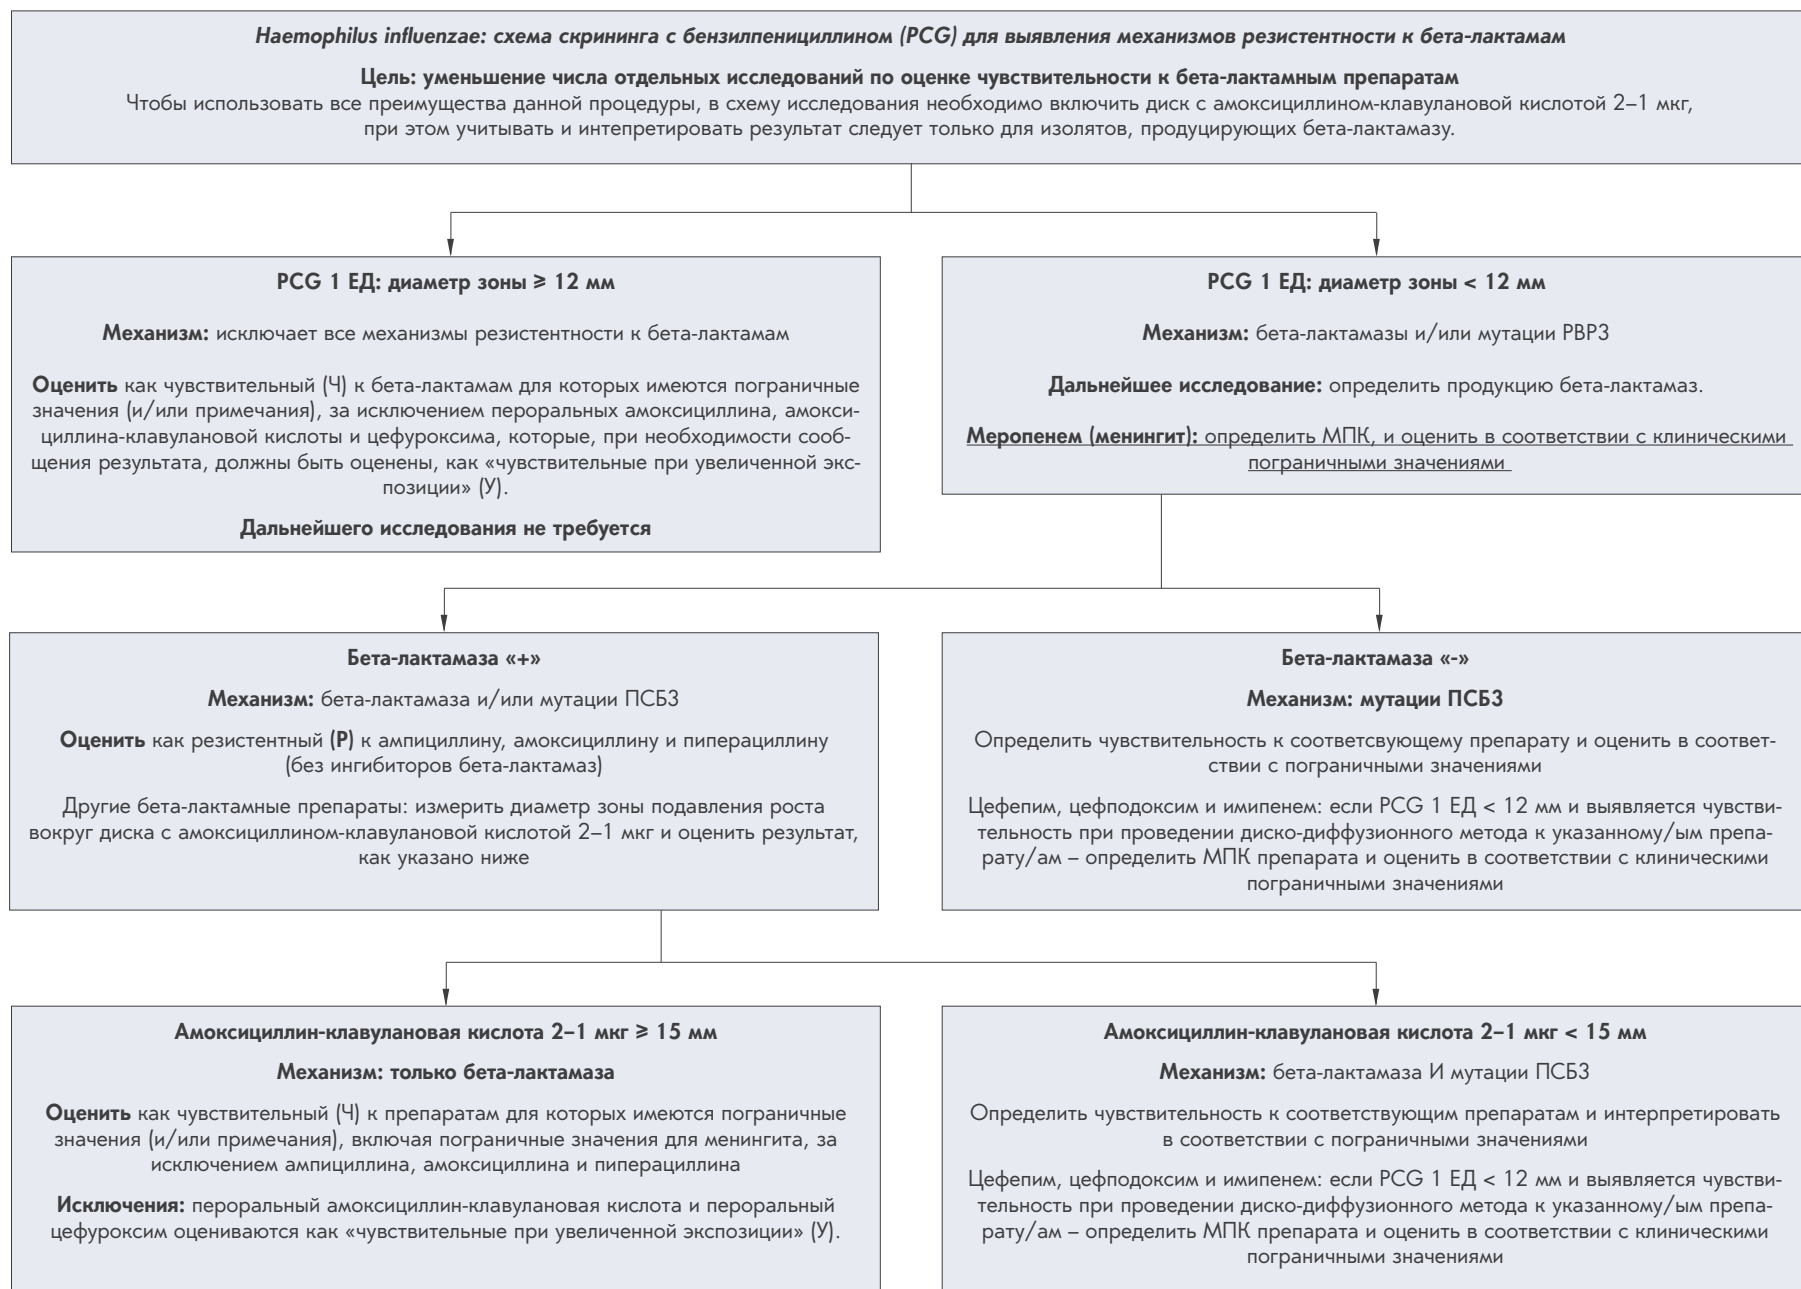 Haemophilus influenzae: схема скрининга с бензилпенициллином (PCG) для выявления механизмов резистентности к бета-лактамам
Цель: уменьшение числа отдельных исследований по оценке чувствительности к бета-лактамным препаратам
Чтобы использовать все преимущества данной процедуры, в схему исследования необходимо включить диск с амоксициллином-клавулановой кислотой 2–1 мкг,
при этом учитывать и интепретировать результат следует только для изолятов, продуцирующих бета-лактамазу.
PCG 1 ЕД: диаметр зоны ≥ 12 мм
Механизм: исключает все механизмы резистентности к бета-лактамам
Оценить как чувствительный (Ч) к бета-лактамам для которых имеются пограничные
значения (и/или примечания), за исключением пероральных амоксициллина, амокси-
циллина-клавулановой кислоты и цефуроксима, которые, при необходимости сооб-
щения результата, должны быть оценены, как «чувствительные при увеличенной экс-
позиции» (У).
Дальнейшего исследования не требуется
PCG 1 ЕД: диаметр зоны < 12 мм
Механизм: бета-лактамазы и/или мутации PBP3
Дальнейшее исследование: определить продукцию бета-лактамаз.
Меропенем (менингит): определить МПК, и оценить в соответствии с клиническими
пограничными значениями
Бета-лактамаза «+»
Механизм: бета-лактамаза и/или мутации ПСБ3
Оценить как резистентный (Р) к ампициллину, амоксициллину и пиперациллину
(без ингибиторов бета-лактамаз)
Другие бета-лактамные препараты: измерить диаметр зоны подавления роста
вокруг диска с амоксициллином-клавулановой кислотой 2–1 мкг и оценить результат,
как указано ниже
Бета-лактамаза «-»
Механизм: мутации ПСБ3
Определить чувствительность к соответсвующему препарату и оценить в соответ-
ствии с пограничными значениями
Цефепим, цефподоксим и имипенем: если PCG 1 ЕД < 12 мм и выявляется чувстви-
тельность при проведении диско-диффузионного метода к указанному/ым препа-
рату/ам – определить МПК препарата и оценить в соответствии с клиническими
пограничными значениями
Амоксициллин-клавулановая кислота 2–1 мкг ≥ 15 мм
Механизм: только бета-лактамаза
Оценить как чувствительный (Ч) к препаратам для которых имеются пограничные
значения (и/или примечания), включая пограничные значения для менингита, за
исключением ампициллина, амоксициллина и пиперациллина
Исключения: пероральный амоксициллин-клавулановая кислота и пероральный
цефуроксим оцениваются как «чувствительные при увеличенной экспозиции» (У).
Амоксициллин-клавулановая кислота 2–1 мкг < 15 мм
Механизм: бета-лактамаза И мутации ПСБ3
Определить чувствительность к соответствующим препаратам и интерпретировать
в соответствии с пограничными значениями
Цефепим, цефподоксим и имипенем: если PCG 1 ЕД < 12 мм и выявляется чувстви-
тельность при проведении диско-диффузионного метода к указанному/ым препа-
рату/ам – определить МПК препарата и оценить в соответствии с клиническими
пограничными значениями